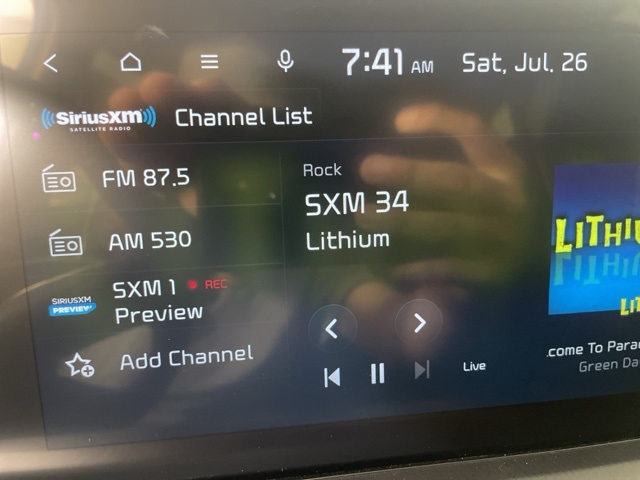 7:41 AM Sat, Jul. 26
SiriusXM
SATELLITE RADIO
Channel List
FM 87.5
AM 530
SIRIUSXM
PREVIEW
SXM 1 REC
Preview
Add Channel
Rock
SXM 34
Lithium
Live
LITHIU
LI
.come To Para
Green Da